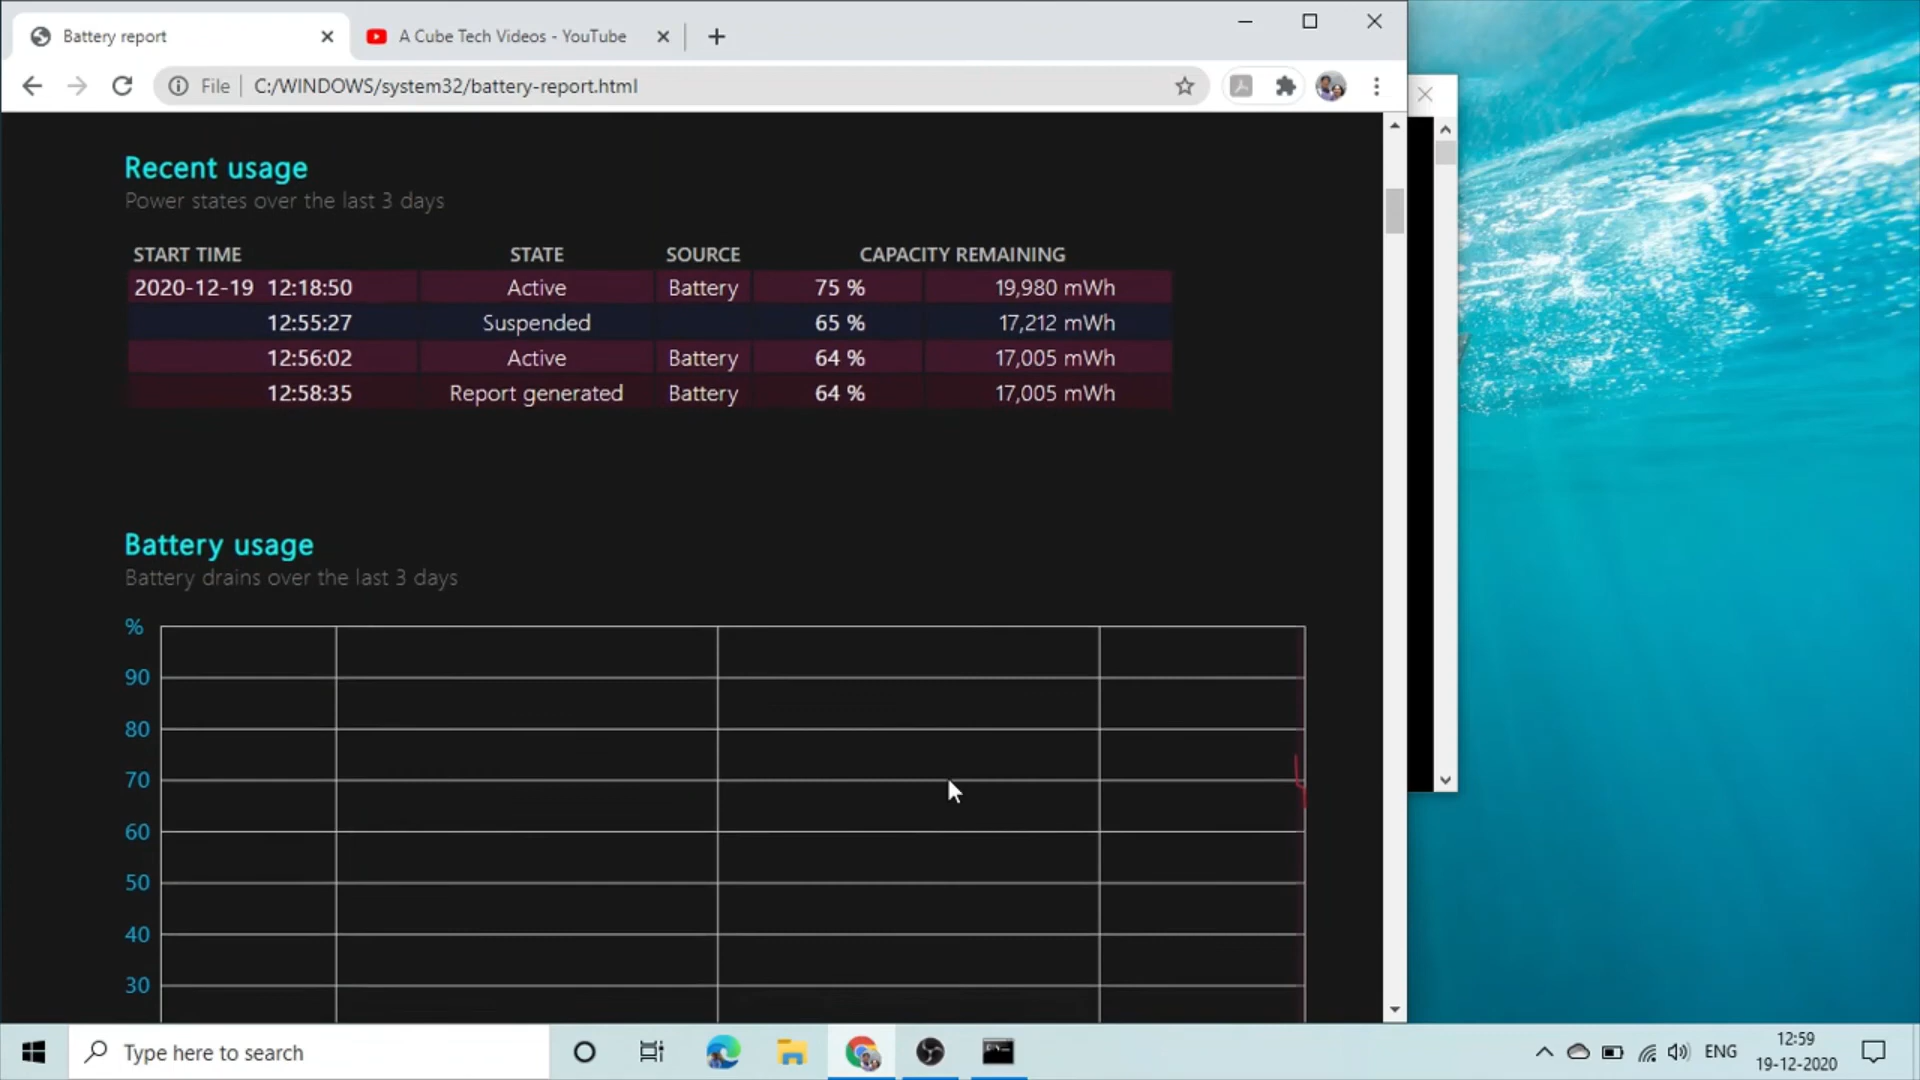 Battery report
A Cube Tech Videos - YouTube
File
C:/WINDOWS/system32/battery-report.html
Recent usage
Power states over the last 3 days
START TIME STATE SOURCE CAPACITY REMAINING
2020-12-19 12:18:50 Active Battery 75 % 19,980 mWh
12:55:27 Suspended 65 % 17,212 mWh
12:56:02 Active Battery 64 % 17,005 mWh
12:58:35 Report generated Battery 64 % 17,005 mWh
Battery usage
Battery drains over the last 3 days
%
90
80
70
60
50
40
30
Type here to search
ENG
12:59
19-12-2020